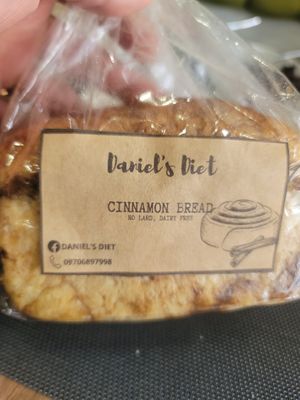 Daniel's Diet
CINNAMON BREAD
NO LARD, DAIRY FREE
DANIEL'S DIET
09706897998